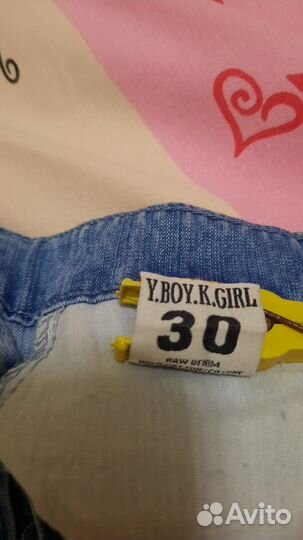 Y.BOY.K.GIRL
30
RAW DENIM
Avito